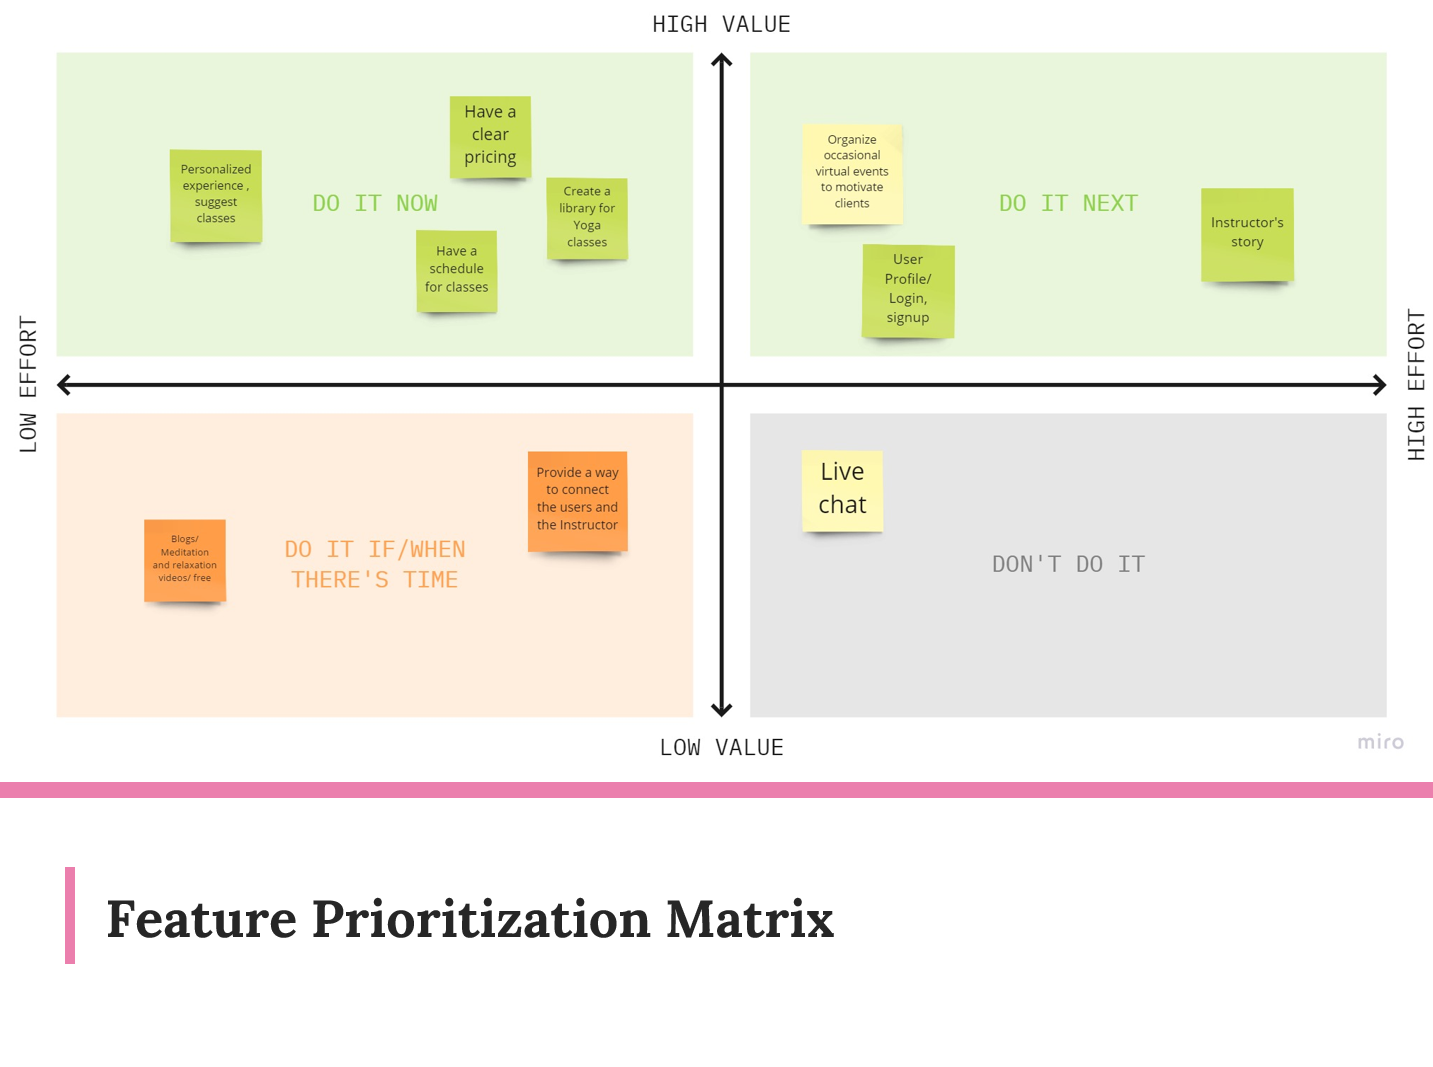 HIGH VALUE
Personalized
experience ,
suggest
classes
DO IT NOW
Have a
clear
pricing
Create a
library for
Yoga
classes
Have a
schedule
for classes
Organize
occasional
virtual events
to motivate
clients
DO IT NEXT
User
Profile/
Login,
signup
Instructor's
story
LOW EFFORT
HIGH EFFORT
Blogs/
Meditation
and relaxation
videos/ free
DO IT IF/WHEN
THERE'S TIME
Provide a way
to connect
the users and
the Instructor
Live
chat
DON'T DO IT
LOW VALUE
miro
Feature Prioritization Matrix